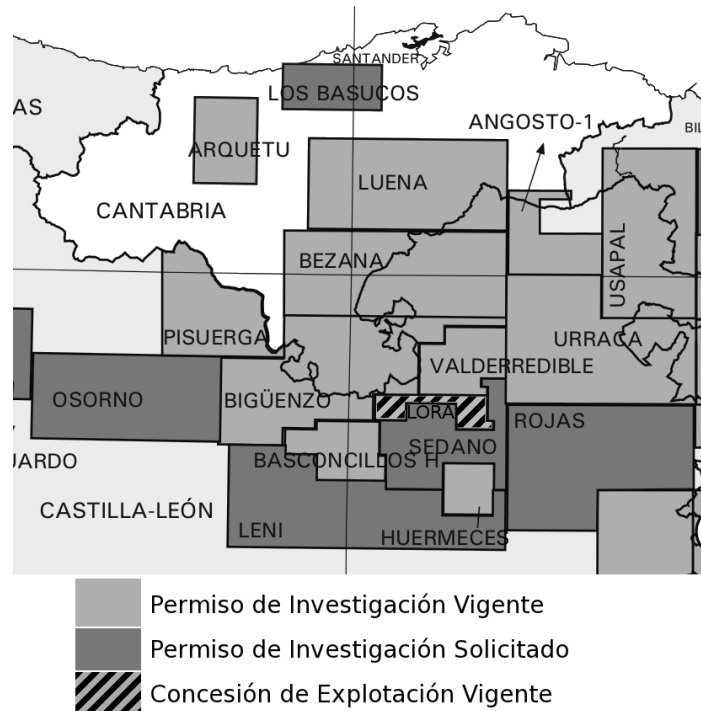 SANTANDER
LOS BASUCOS
AS
ANGOSTO-1
BIL
ARQUETU
LUENA
CANTABRIA
BEZANA
USAPAL
PISUERGA
URRACA
VALDERREDIBLE
OSORNO
BIGÜENZO
LORA
ROJAS
SEDANO
UARDO
BASCONCILLOS H
CASTILLA-LEÓN
LENI
HUERMECES
Permiso de Investigación Vigente
Permiso de Investigación Solicitado
Concesión de Explotación Vigente